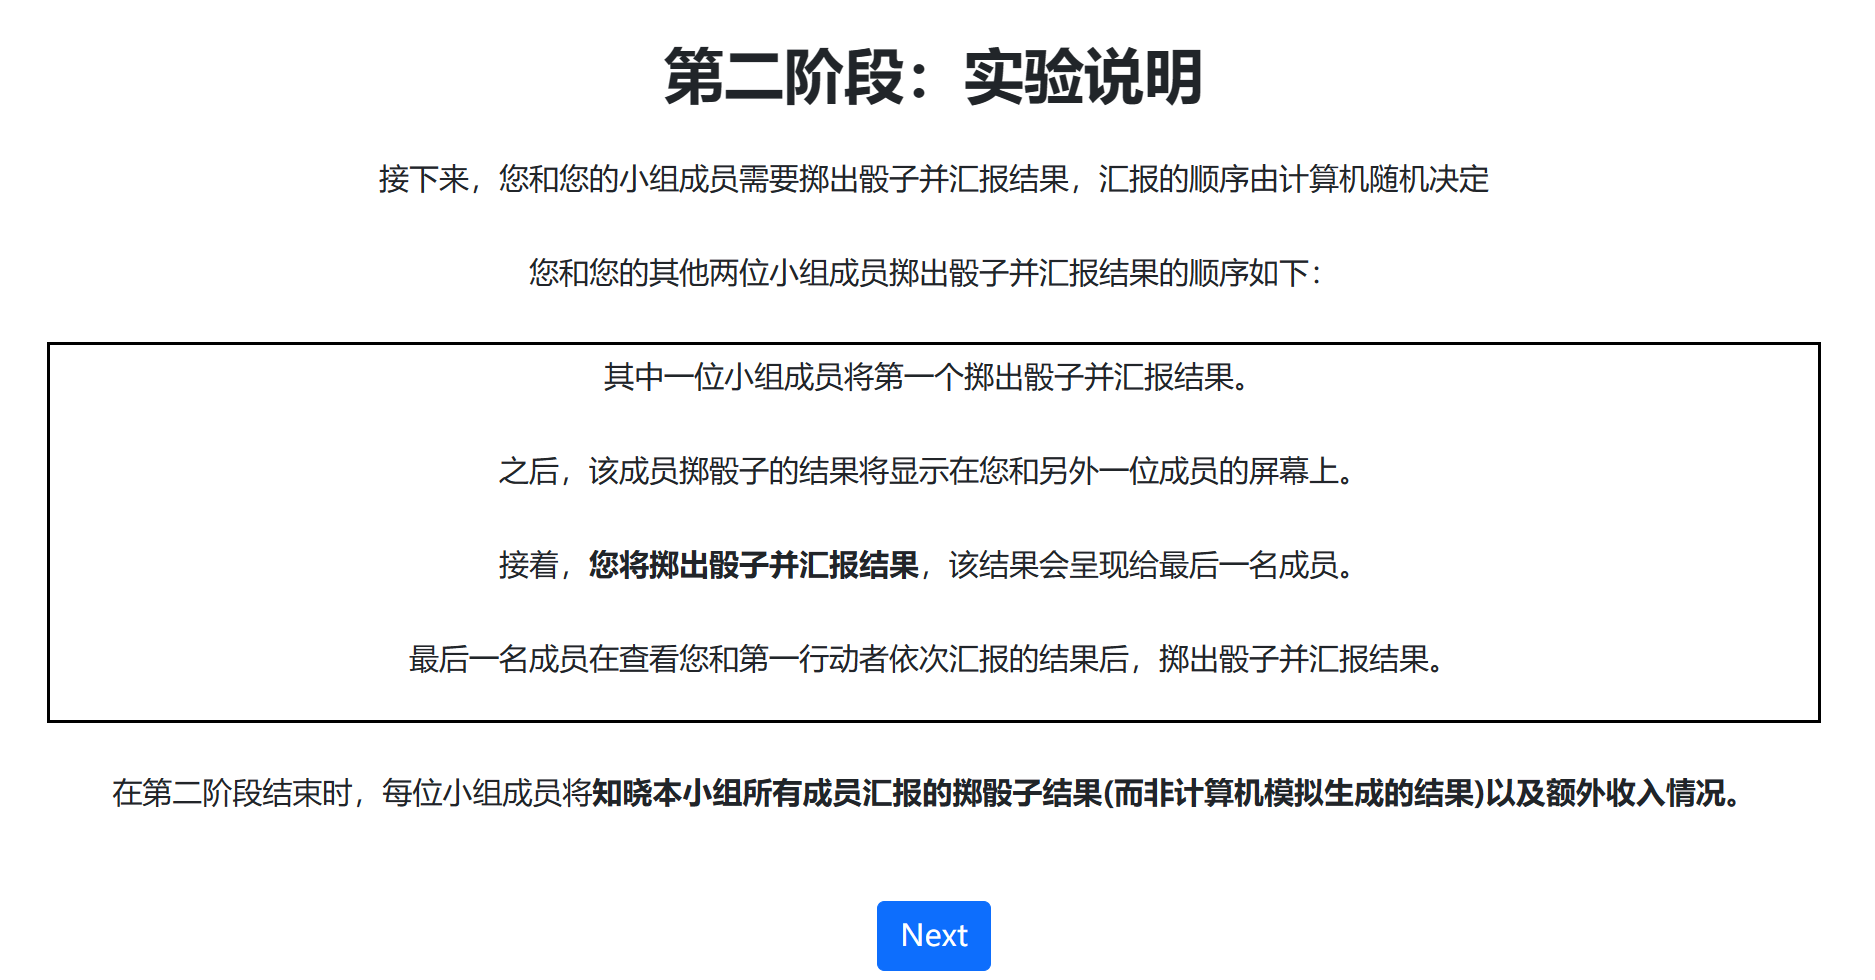 第二阶段：实验说明
接下来，您和您的小组成员需要掷出骰子并汇报结果，汇报的顺序由计算机随机决定
您和您的其他两位小组成员掷出骰子并汇报结果的顺序如下：
其中一位小组成员将第一个掷出骰子并汇报结果。
之后，该成员掷骰子的结果将显示在您和另外一位成员的屏幕上。
接着，您将掷出骰子并汇报结果，该结果会呈现给最后一名成员。
最后一名成员在查看您和第一行动者依次汇报的结果后，掷出骰子并汇报结果。
在第二阶段结束时，每位小组成员将知晓本小组所有成员汇报的掷骰子结果(而非计算机模拟生成的结果)以及额外收入情况。
Next